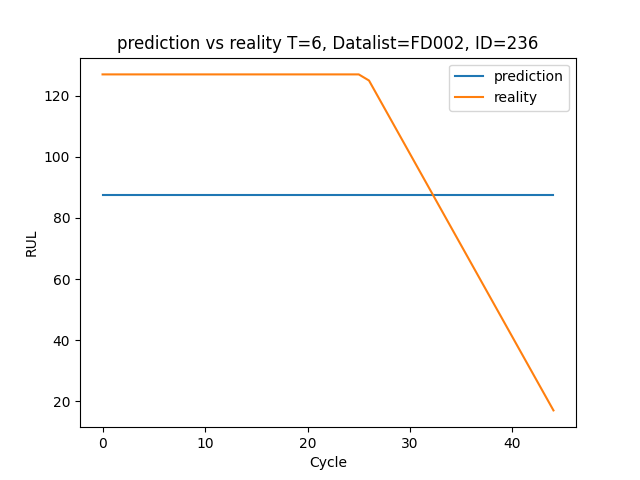 prediction vs reality T=6, Datalist=FD002, ID=236
prediction
reality
RUL
120
100
80
60
40
20
0 10 20 30 40
Cycle